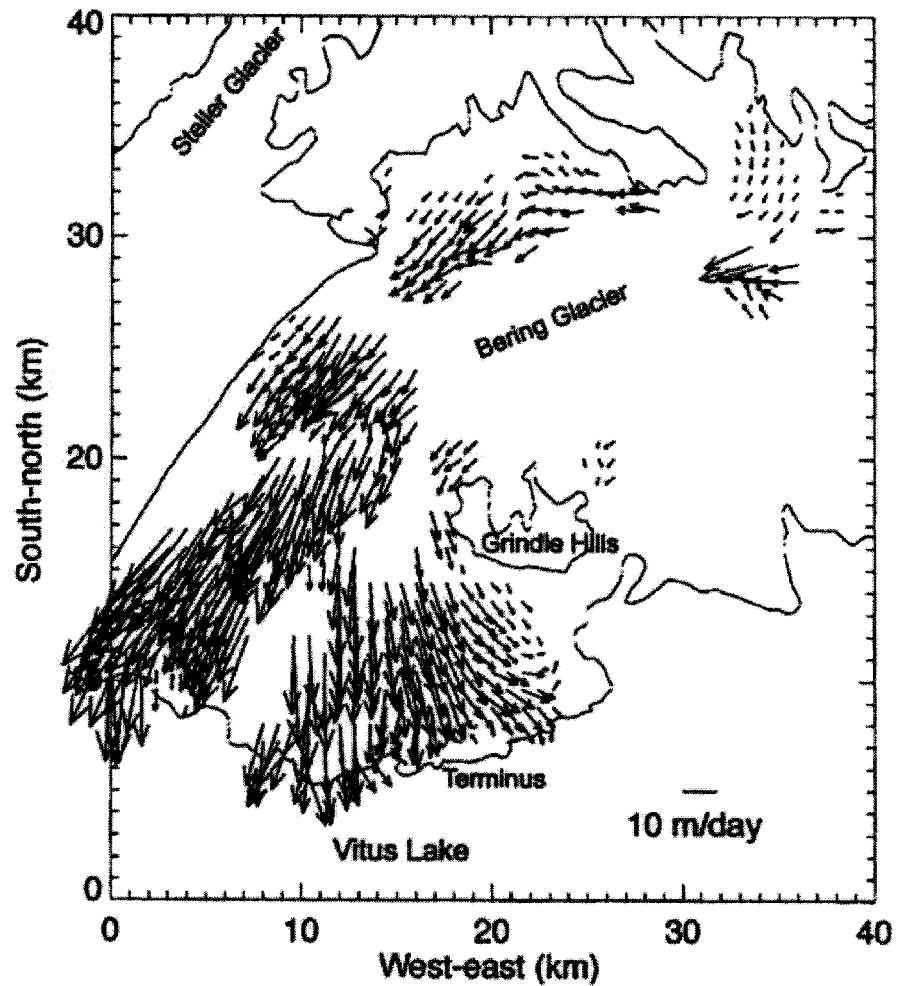 40
30
20
0
South-north (km)
Steller Glacier
Bering Glacier
Grindle Hills
Terminus
10 m/day
Vitus Lake
0 10 20 30 40
West-east (km)